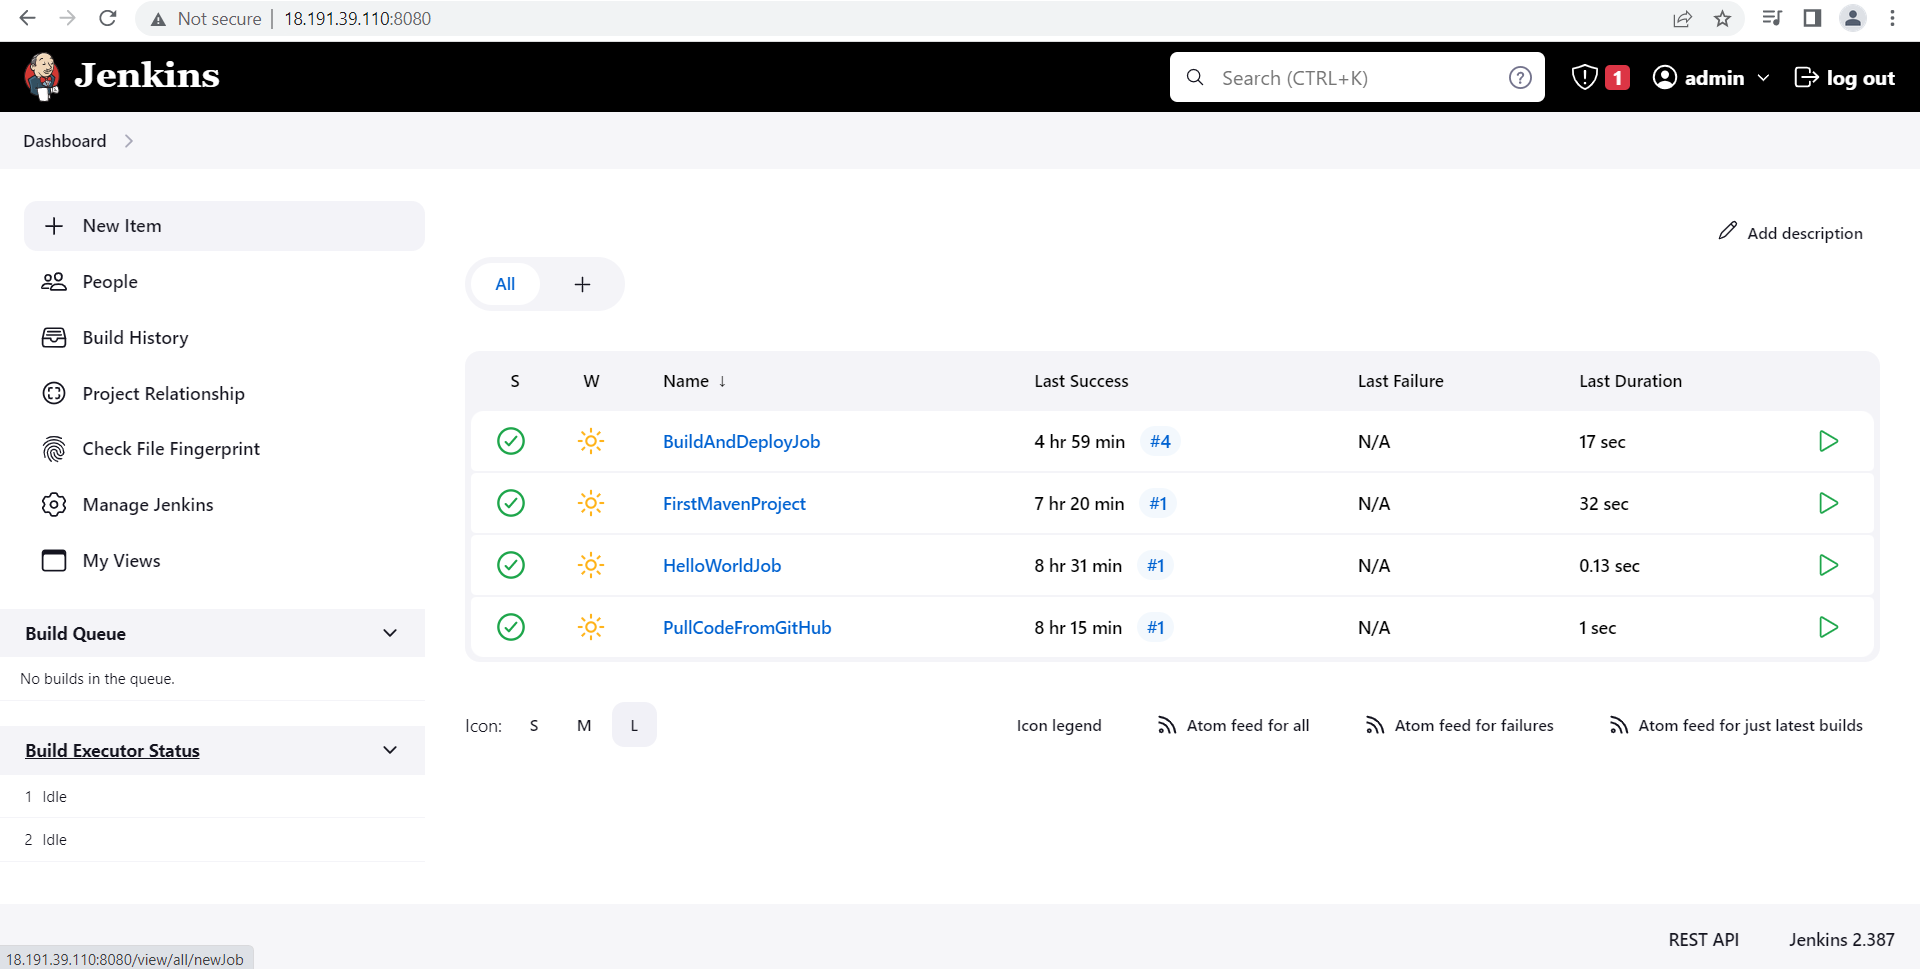 Not secure | 18.191.39.110:8080
Jenkins
Search (CTRL+K)
1
admin
log out
Dashboard
New Item
Add description
People
All
Build History
S W Name ↓ Last Success Last Failure Last Duration
Project Relationship
BuildAndDeployJob 4 hr 59 min #4 N/A 17 sec
Check File Fingerprint
FirstMavenProject 7 hr 20 min #1 N/A 32 sec
Manage Jenkins
HelloWorldJob 8 hr 31 min #1 N/A 0.13 sec
My Views
PullCodeFromGitHub 8 hr 15 min #1 N/A 1 sec
Build Queue
No builds in the queue.
Icon: S M L
Icon legend
Atom feed for all
Atom feed for failures
Atom feed for just latest builds
Build Executor Status
1 Idle
2 Idle
REST API
Jenkins 2.387
18.191.39.110:8080/view/all/newJob